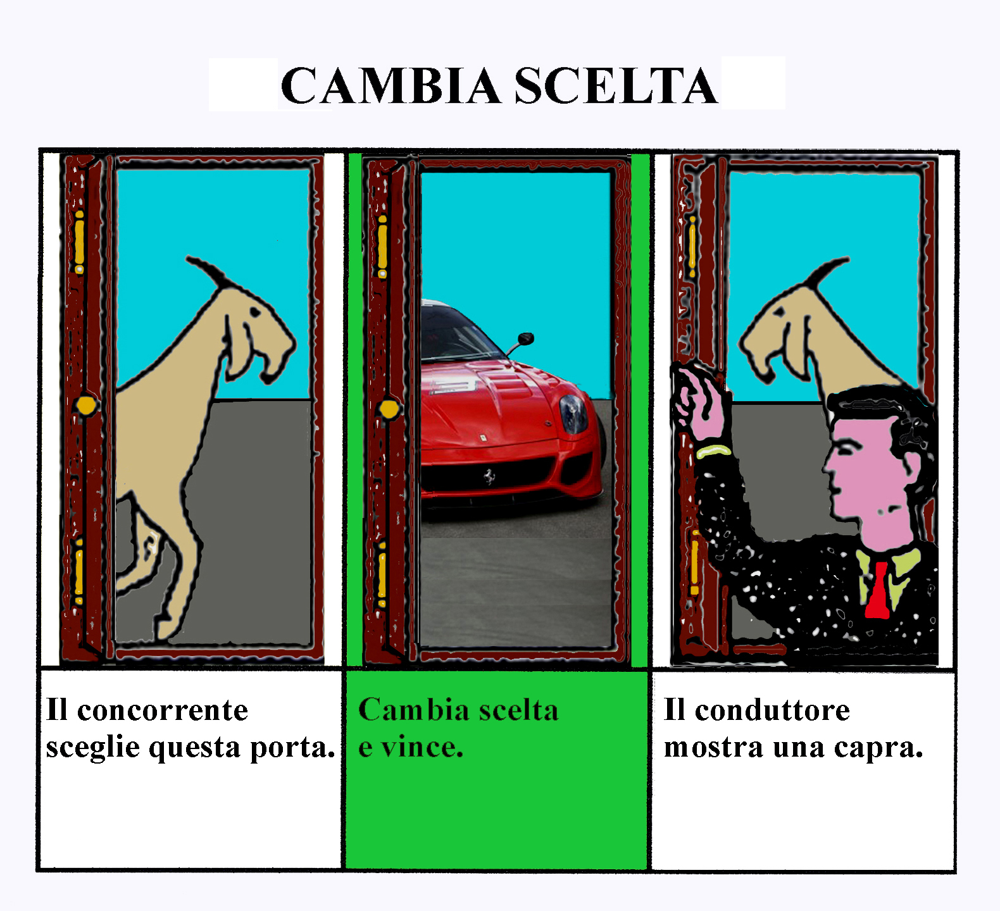 CAMBIA SCELTA
Il concorrente
sceglie questa porta.
Cambia scelta
e vince.
Il conduttore
mostra una capra.